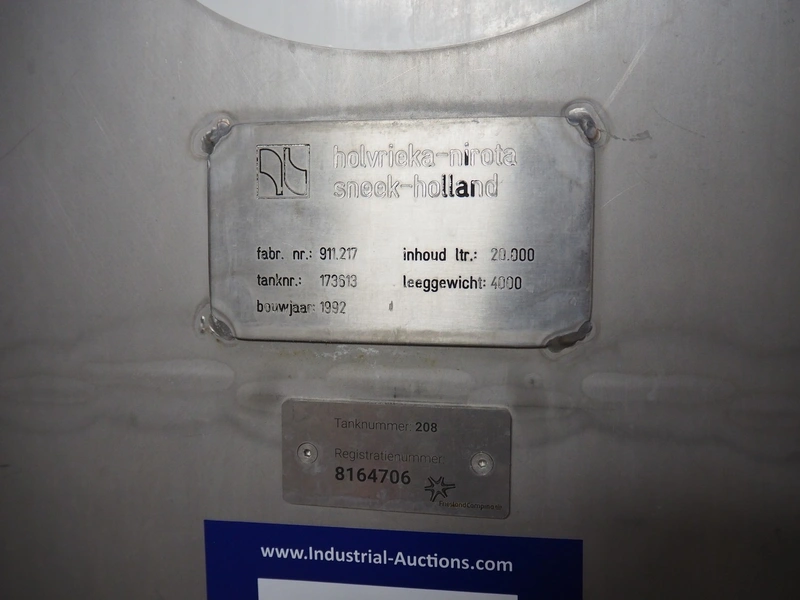 holvrieka-nirota
sneek-holland
fabr. nr.: 911.217 inhoud ltr.: 20.000
tanknr.: 173613 leeggewicht: 4000
bouwjaar: 1992
Tanknummer: 208
Registratienummer:
8164706
FrieslandCampina
www.Industrial-Auctions.com